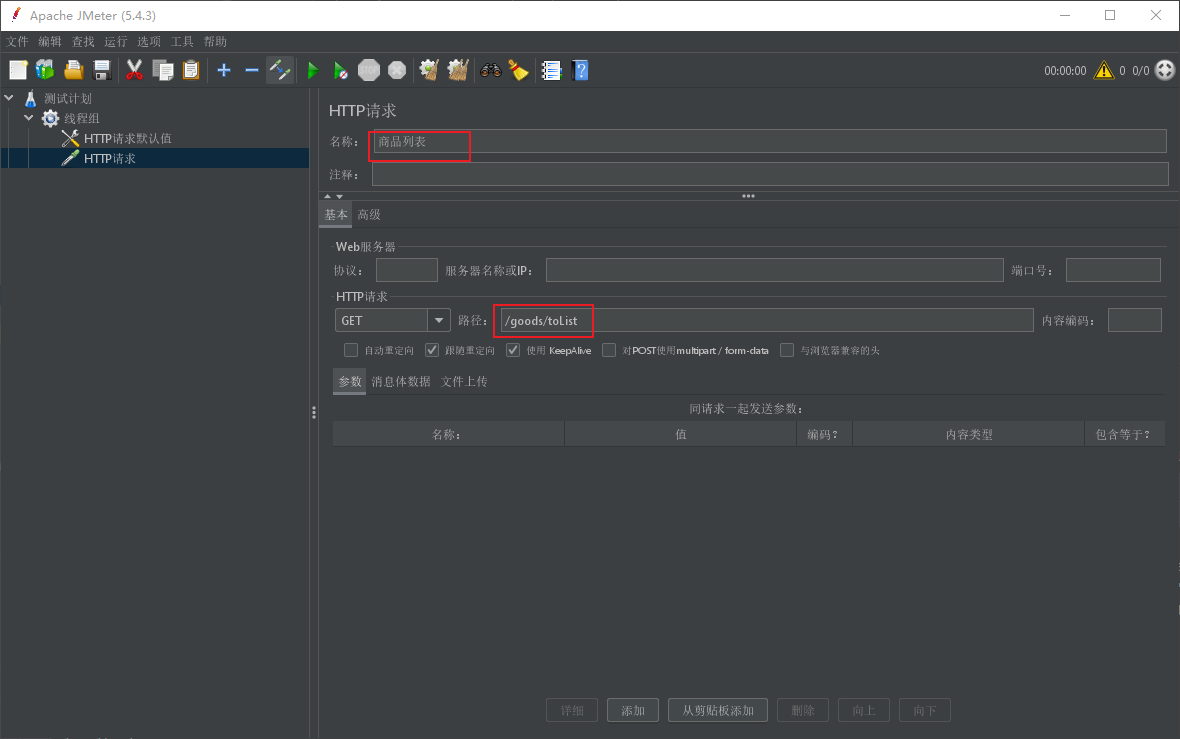 Apache JMeter (5.4.3)
文件 编辑 查找 运行 选项 工具 帮助
STOP 00:00:00 0 0/0
测试计划
线程组
HTTP请求默认值
HTTP请求
HTTP请求
名称： 商品列表
注释：
基本 高级
Web服务器
协议： 服务器名称或IP： 端口号：
HTTP请求
GET 路径： /goods/toList 内容编码：
自动重定向 跟随重定向 使用 KeepAlive 对POST使用multipart / form-data 与浏览器兼容的头
参数 消息体数据 文件上传
同请求一起发送参数：
名称： 值 编码？ 内容类型 包含等于？
详细 添加 从剪贴板添加 删除 向上 向下